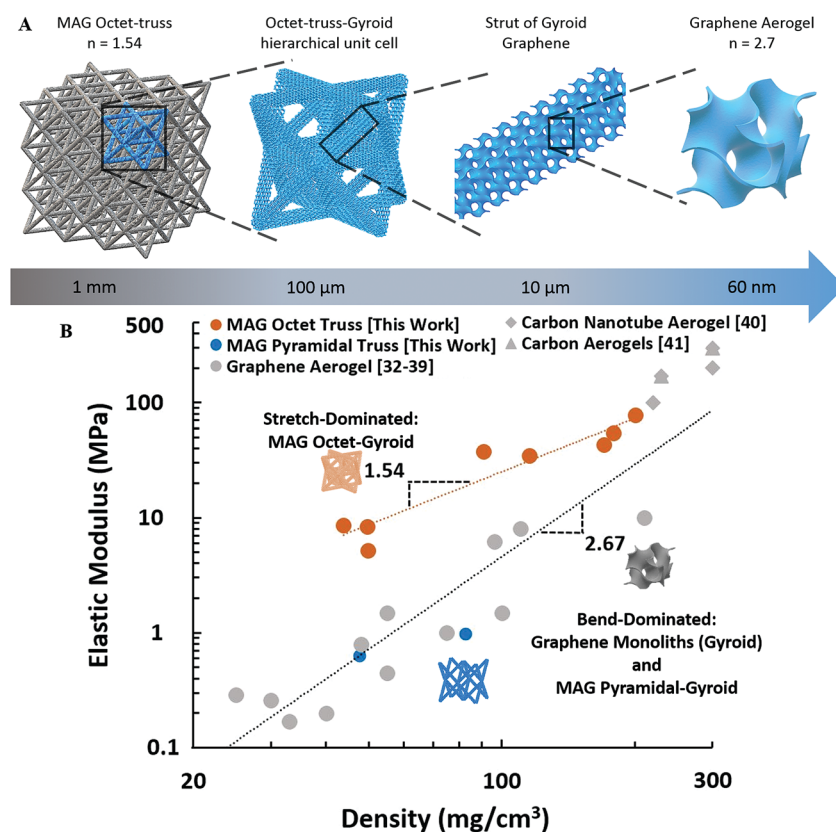 A
MAG Octet-truss
n = 1.54
Octet-truss-Gyroid
hierarchical unit cell
Strut of Gyroid
Graphene
Graphene Aerogel
n = 2.7
1 mm
100 μm
10 μm
60 nm
B
MAG Octet Truss [This Work]
MAG Pyramidal Truss [This Work]
Graphene Aerogel [32-39]
Carbon Nanotube Aerogel [40]
Carbon Aerogels [41]
Stretch-Dominated:
MAG Octet-Gyroid
1.54
2.67
Bend-Dominated:
Graphene Monoliths (Gyroid)
and
MAG Pyramidal-Gyroid
Elastic Modulus (MPa)
500
100
10
1
0.1
20
100
300
Density (mg/cm³)